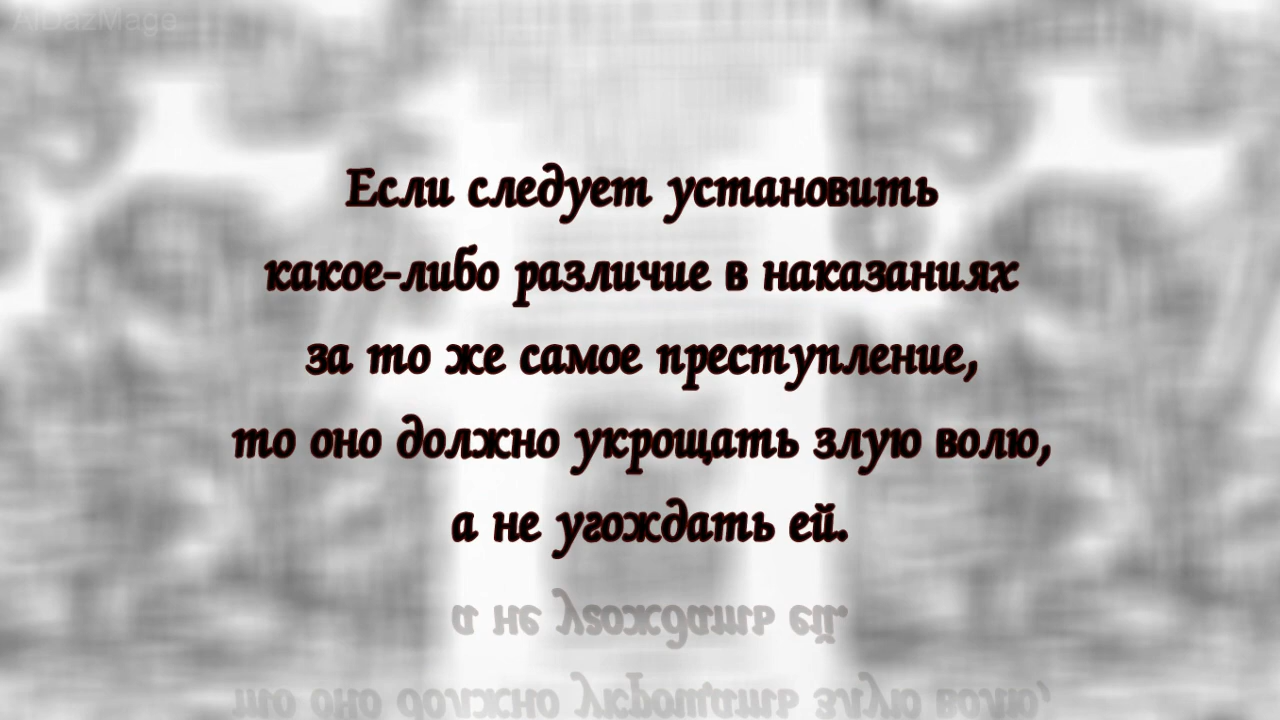 AlDazMage
Если следует установить
какое-либо различие в наказаниях
за то же самое преступление,
то оно должно укрощать злую волю,
а не угождать ей.